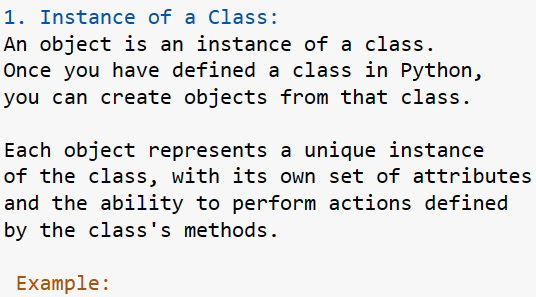 1. Instance of a Class:
An object is an instance of a class.
Once you have defined a class in Python,
you can create objects from that class.
Each object represents a unique instance
of the class, with its own set of attributes
and the ability to perform actions defined
by the class's methods.
Example: